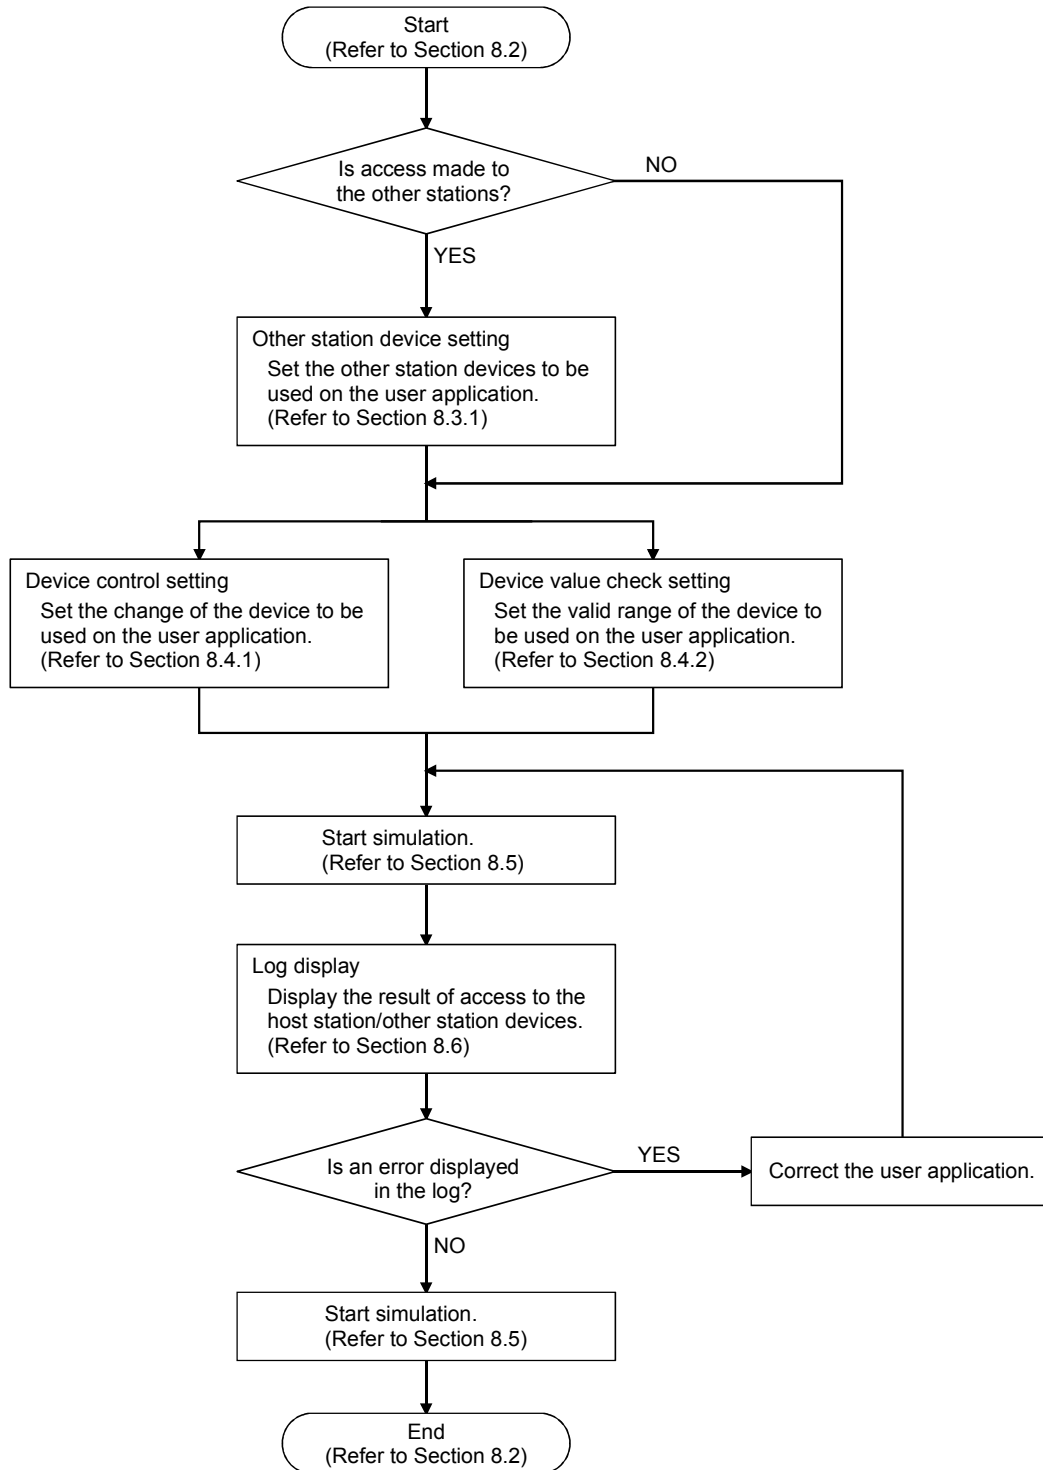 Start
(Refer to Section 8.2)
Is access made to
the other stations?
NO
YES
Other station device setting
Set the other station devices to be
used on the user application.
(Refer to Section 8.3.1)
Device control setting
Set the change of the device to be
used on the user application.
(Refer to Section 8.4.1)
Device value check setting
Set the valid range of the device to
be used on the user application.
(Refer to Section 8.4.2)
Start simulation.
(Refer to Section 8.5)
Log display
Display the result of access to the
host station/other station devices.
(Refer to Section 8.6)
Is an error displayed
in the log?
YES
Correct the user application.
NO
Start simulation.
(Refer to Section 8.5)
End
(Refer to Section 8.2)